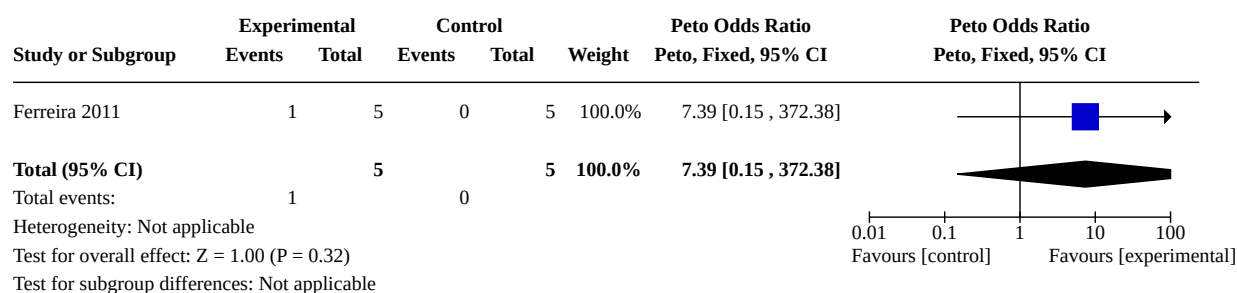 Experimental Control Peto Odds Ratio Peto Odds Ratio
Study or Subgroup Events Total Events Total Weight Peto, Fixed, 95% CI Peto, Fixed, 95% CI
Ferreira 2011 1 5 0 5 100.0% 7.39 [0.15 , 372.38]
Total (95% CI) 5 5 100.0% 7.39 [0.15 , 372.38]
Total events: 1 0
Heterogeneity: Not applicable
0.01 0.1 1 10 100
Test for overall effect: Z = 1.00 (P = 0.32) Favours [control] Favours [experimental]
Test for subgroup differences: Not applicable